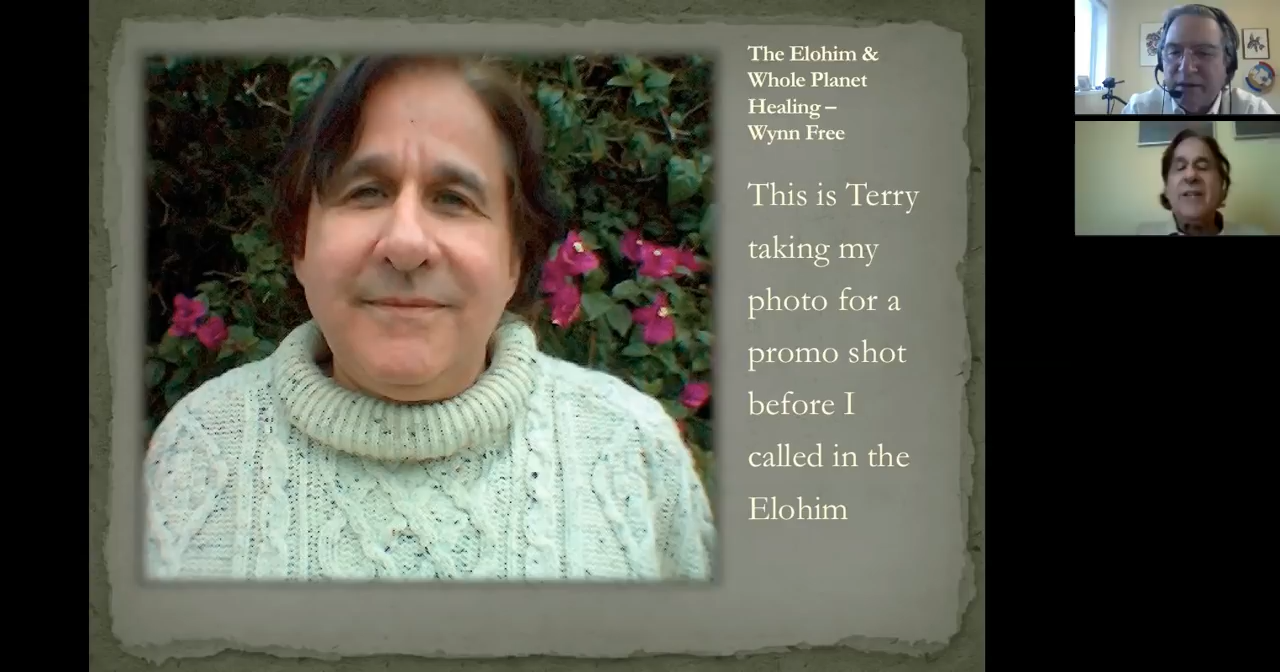 The Elohim &
Whole Planet
Healing –
Wynn Free
This is Terry
taking my
photo for a
promo shot
before I
called in the
Elohim